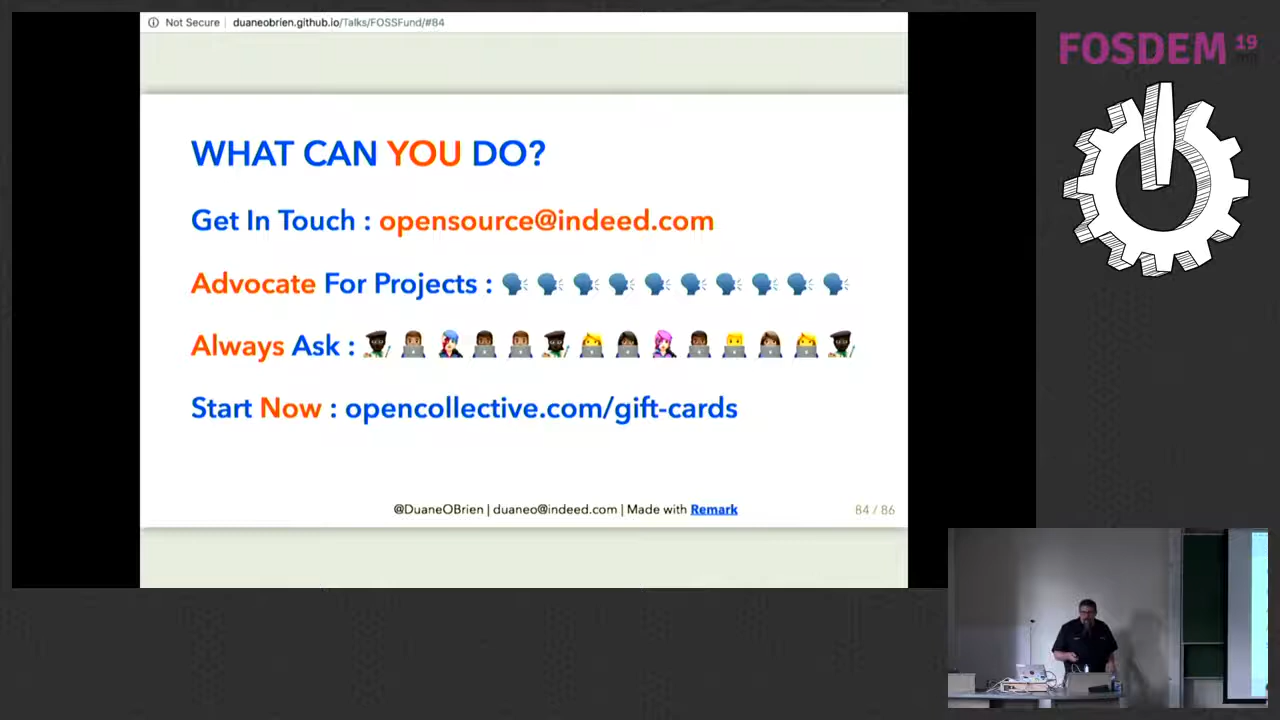 Not Secure duaneobrien.github.io/Talks/FOSSFund/#84
FOSDEM 19
WHAT CAN YOU DO?
Get In Touch : opensource@indeed.com
Advocate For Projects :
Always Ask :
Start Now : opencollective.com/gift-cards
@DuaneOBrien | duaneo@indeed.com | Made with Remark
84 / 86